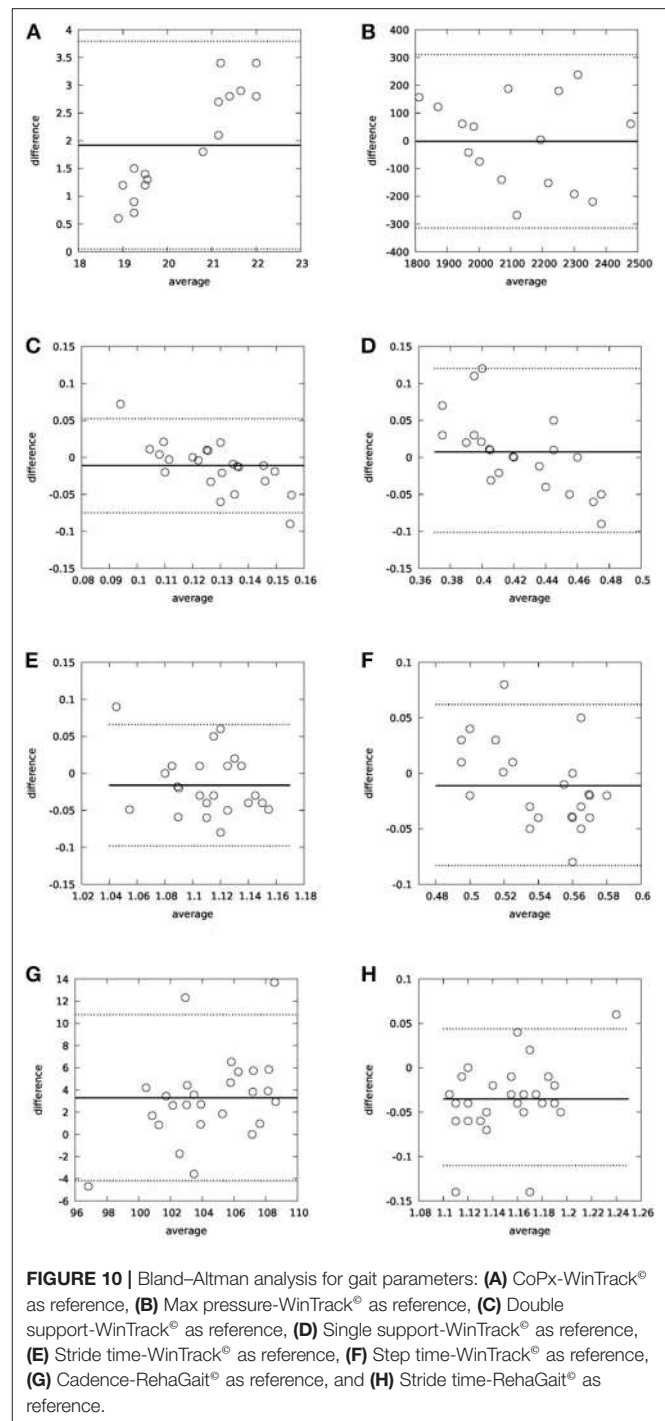 A
4
3.5
3
2.5
2
1.5
1
0.5
0
difference
18 19 20 21 22 23
average
B
400
300
200
100
0
-100
-200
-300
-400
difference
1800 1900 2000 2100 2200 2300 2400 2500
average
C
0.15
0.1
0.05
0
-0.05
-0.1
-0.15
difference
0.08 0.09 0.1 0.11 0.12 0.13 0.14 0.15 0.16
average
D
0.15
0.1
0.05
0
-0.05
-0.1
-0.15
difference
0.36 0.38 0.4 0.42 0.44 0.46 0.48 0.5
average
E
0.15
0.1
0.05
0
-0.05
-0.1
-0.15
difference
1.02 1.04 1.06 1.08 1.1 1.12 1.14 1.16 1.18
average
F
0.1
0.05
0
-0.05
-0.1
difference
0.48 0.5 0.52 0.54 0.56 0.58 0.6
average
G
14
12
10
8
6
4
2
0
-2
-4
-6
difference
96 98 100 102 104 106 108 110
average
H
0.1
0.05
0
-0.05
-0.1
-0.15
difference
1.08 1.1 1.12 1.14 1.16 1.18 1.2 1.22 1.24 1.26
average
FIGURE 10 | Bland–Altman analysis for gait parameters: (A) CoPx-WinTrack©
as reference, (B) Max pressure-WinTrack© as reference, (C) Double
support-WinTrack© as reference, (D) Single support-WinTrack© as reference,
(E) Stride time-WinTrack© as reference, (F) Step time-WinTrack© as reference,
(G) Cadence-RehaGait© as reference, and (H) Stride time-RehaGait© as
reference.